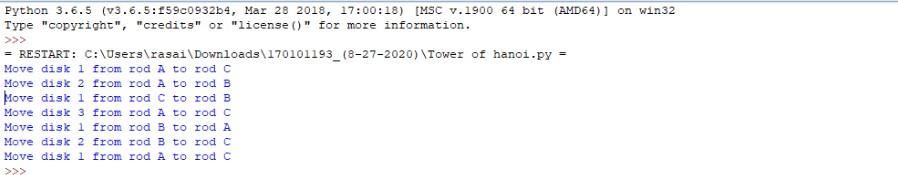 Python 3.6.5 (v3.6.5:f59c0932b4, Mar 28 2018, 17:00:18) [MSC v.1900 64 bit (AMD64)] on win32
Type "copyright", "credits" or "license()" for more information.
>>>
= RESTART: C:\Users\rasai\Downloads\170101193_(8-27-2020)\Tower of hanoi.py =
Move disk 1 from rod A to rod C
Move disk 2 from rod A to rod B
Move disk 1 from rod C to rod B
Move disk 3 from rod A to rod C
Move disk 1 from rod B to rod A
Move disk 2 from rod B to rod C
Move disk 1 from rod A to rod C
>>>